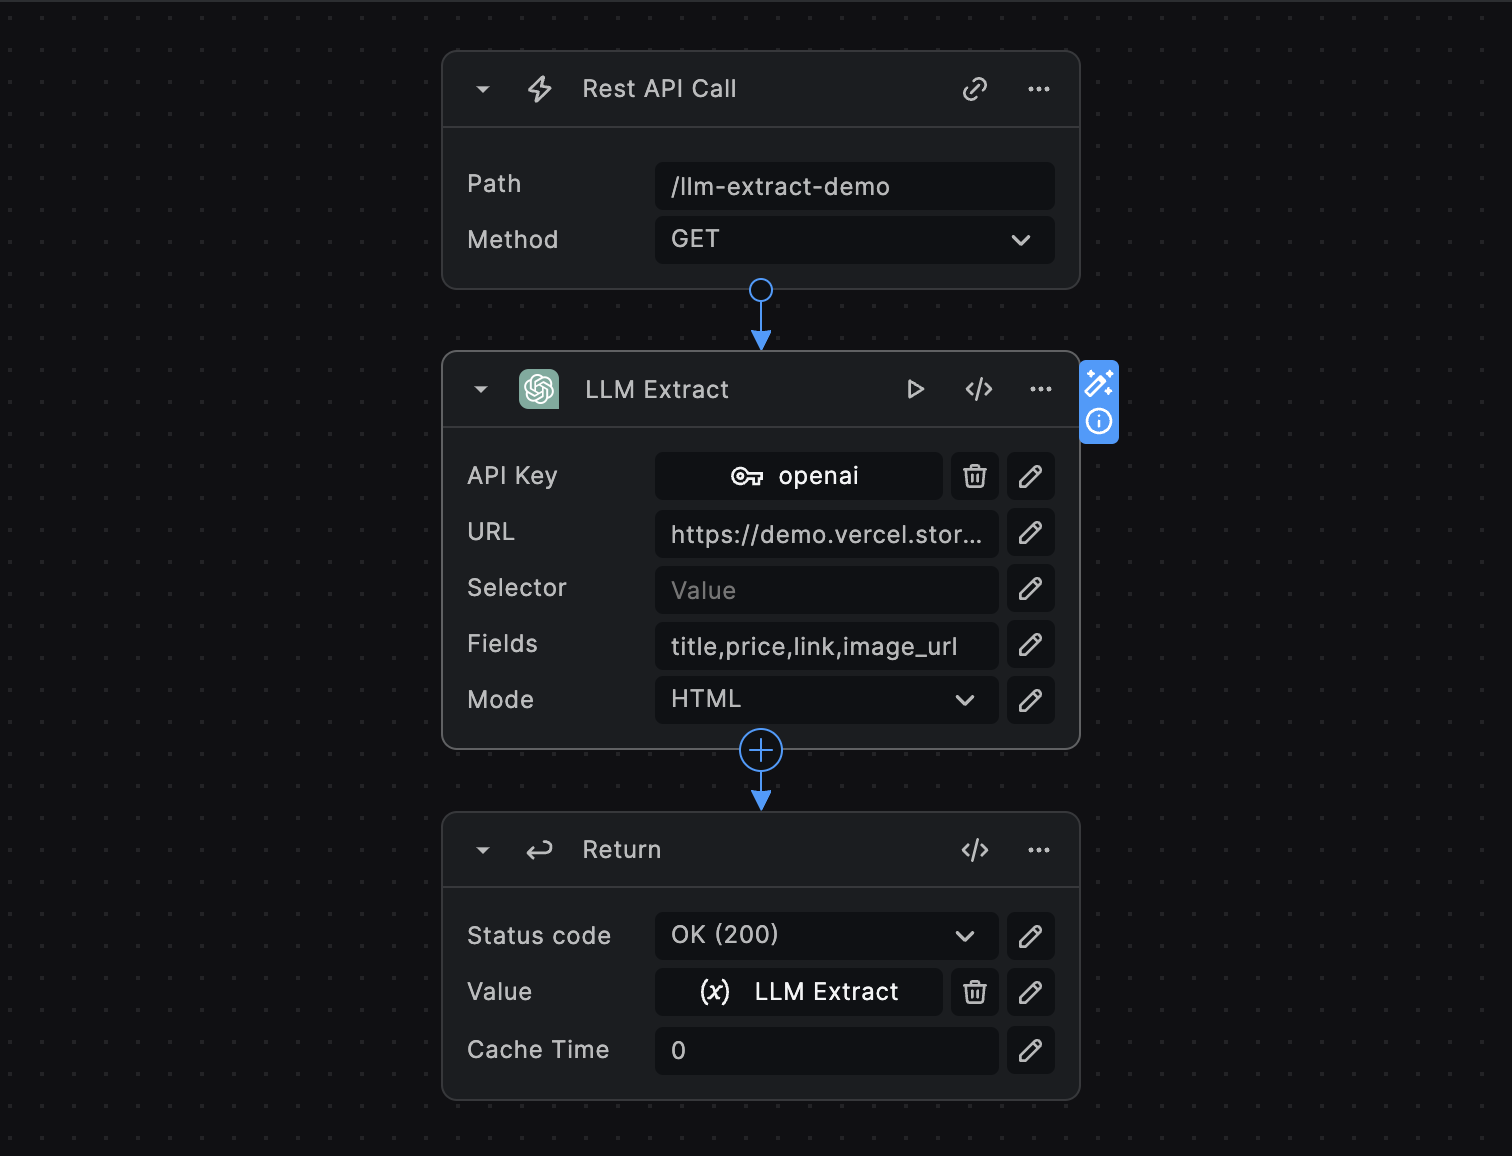 Rest API Call
Path /llm-extract-demo
Method GET
LLM Extract
API Key openai
URL https://demo.vercel.stor...
Selector Value
Fields title,price,link,image_url
Mode HTML
Return
Status code OK (200)
Value (x) LLM Extract
Cache Time 0